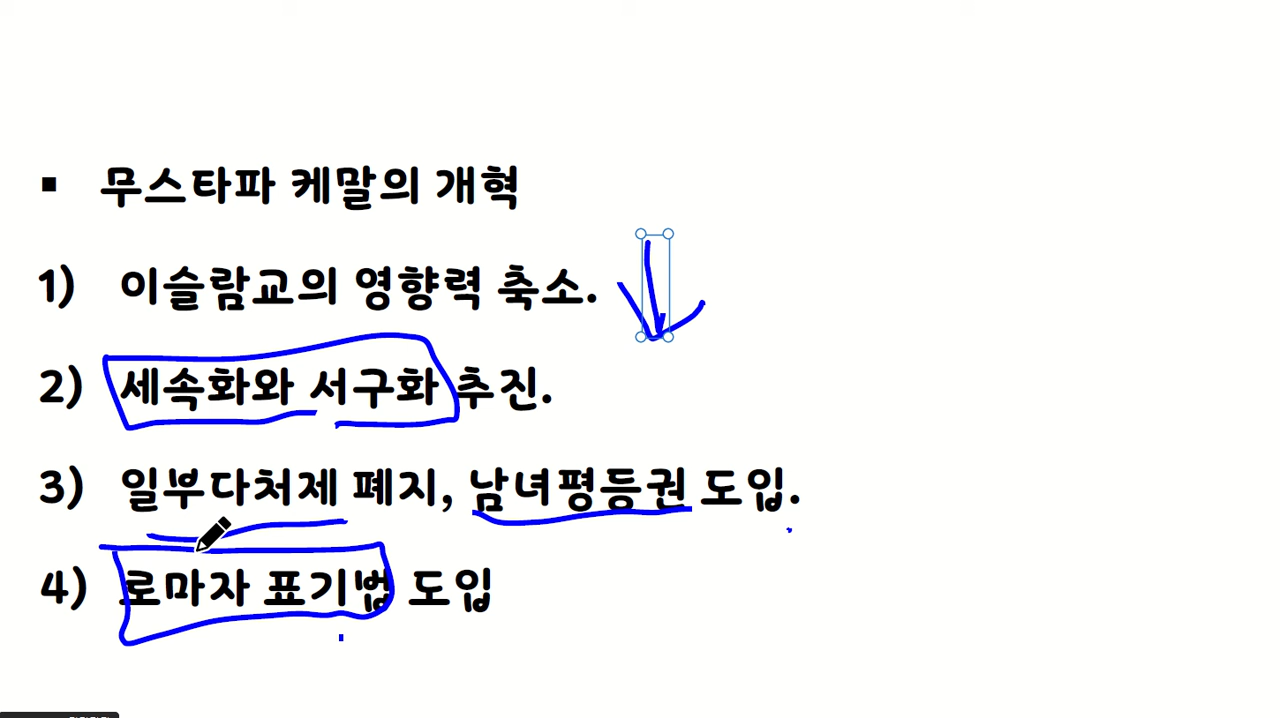 ▪ 무스타파 케말의 개혁
1) 이슬람교의 영향력 축소.
2) 세속화와 서구화 추진.
3) 일부다처제 폐지, 남녀평등권 도입.
4) 로마자 표기법 도입